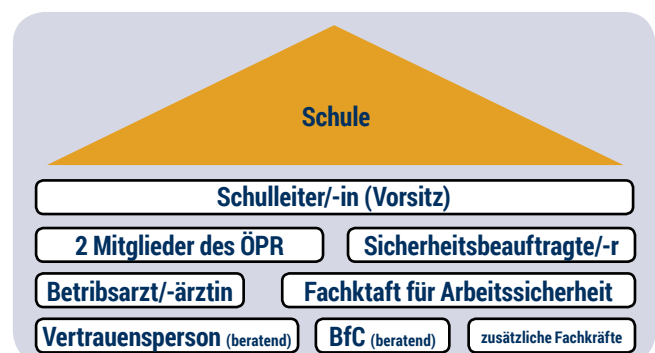 Schule
Schulleiter/-in (Vorsitz)
2 Mitglieder des ÖPR Sicherheitsbeauftragte/-r
Betribsarzt/-ärztin Fachktaft für Arbeitssicherheit
Vertrauensperson (beratend) BfC (beratend) zusätzliche Fachkräfte